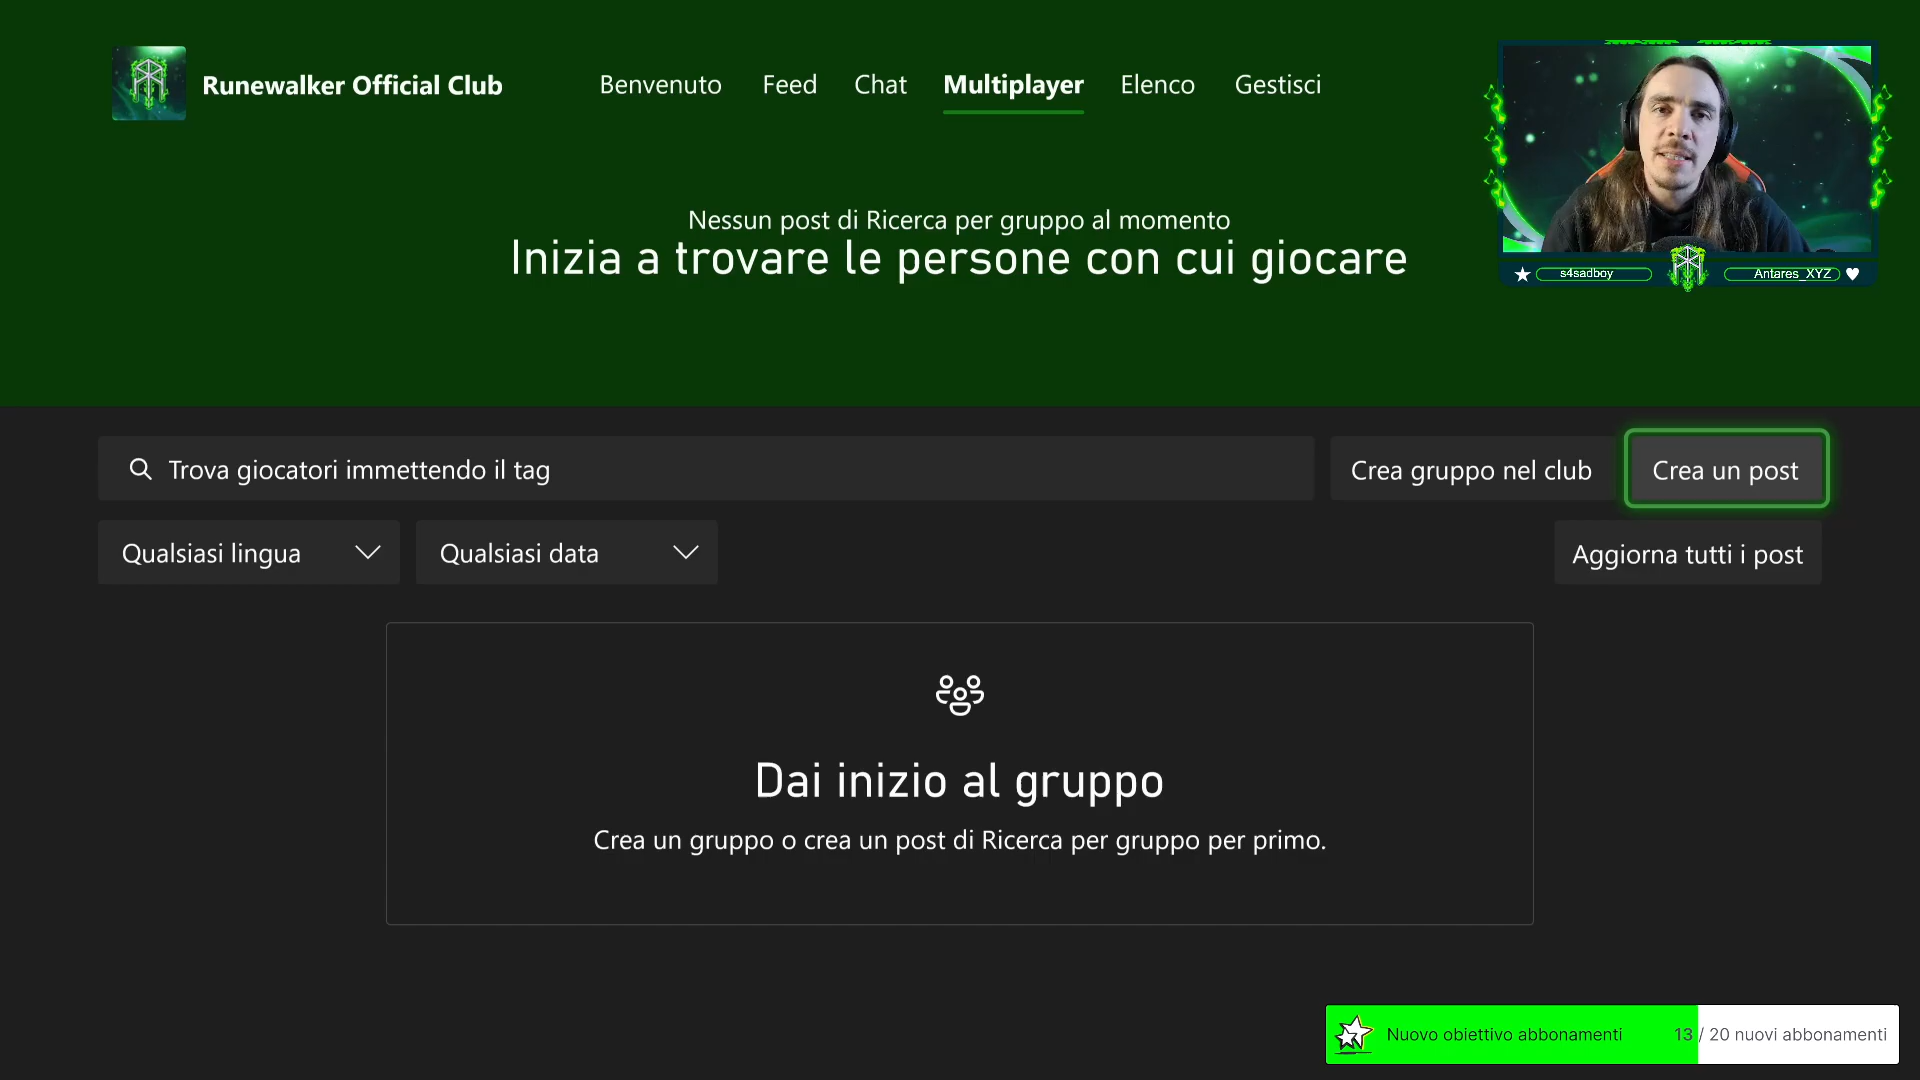 Runewalker Official Club
Benvenuto
Feed
Chat
Multiplayer
Elenco
Gestisci
s4sadboy
Antares_XYZ
Nessun post di Ricerca per gruppo al momento
Inizia a trovare le persone con cui giocare
Trova giocatori immettendo il tag
Crea gruppo nel club
Crea un post
Qualsiasi lingua
Qualsiasi data
Aggiorna tutti i post
Dai inizio al gruppo
Crea un gruppo o crea un post di Ricerca per gruppo per primo.
Nuovo obiettivo abbonamenti
13 / 20 nuovi abbonamenti